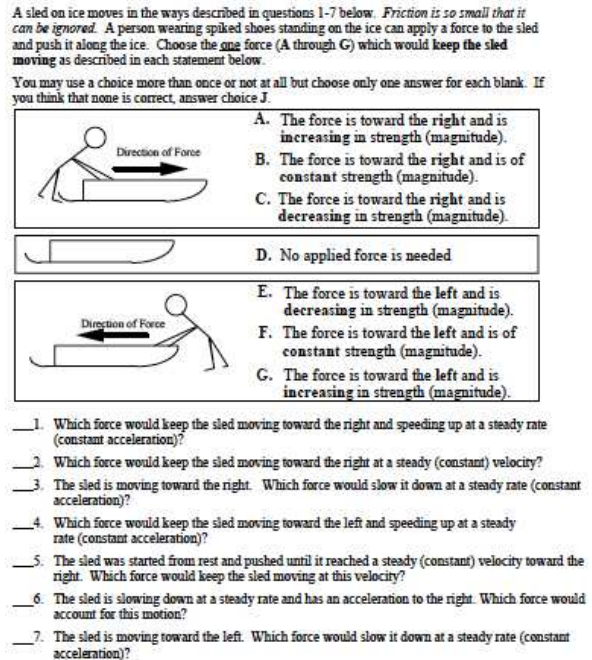 A sled on ice moves in the ways described in questions 1-7 below. Friction is so small that it
can be ignored. A person wearing spiked shoes standing on the ice can apply a force to the sled
and push it along the ice. Choose the one force (A through G) which would keep the sled
moving as described in each statement below.
You may use a choice more than once or not at all but choose only one answer for each blank. If
you think that none is correct, answer choice J.
Direction of Force
A. The force is toward the right and is
increasing in strength (magnitude).
B. The force is toward the right and is of
constant strength (magnitude).
C. The force is toward the right and is
decreasing in strength (magnitude).
D. No applied force is needed
Direction of Force
E. The force is toward the left and is
decreasing in strength (magnitude).
F. The force is toward the left and is of
constant strength (magnitude).
G. The force is toward the left and is
increasing in strength (magnitude).
___1. Which force would keep the sled moving toward the right and speeding up at a steady rate
(constant acceleration)?
___2. Which force would keep the sled moving toward the right at a steady (constant) velocity?
___3. The sled is moving toward the right. Which force would slow it down at a steady rate (constant
acceleration)?
___4. Which force would keep the sled moving toward the left and speeding up at a steady
rate (constant acceleration)?
___5. The sled was started from rest and pushed until it reached a steady (constant) velocity toward the
right. Which force would keep the sled moving at this velocity?
___6. The sled is slowing down at a steady rate and has an acceleration to the right. Which force would
account for this motion?
___7. The sled is moving toward the left. Which force would slow it down at a steady rate (constant
acceleration)?